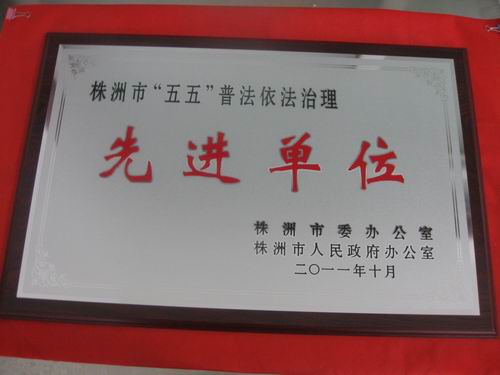 株洲市“五五”普法依法治理
先进单位
株洲市委办公室
株洲市人民政府办公室
二〇一一年十月